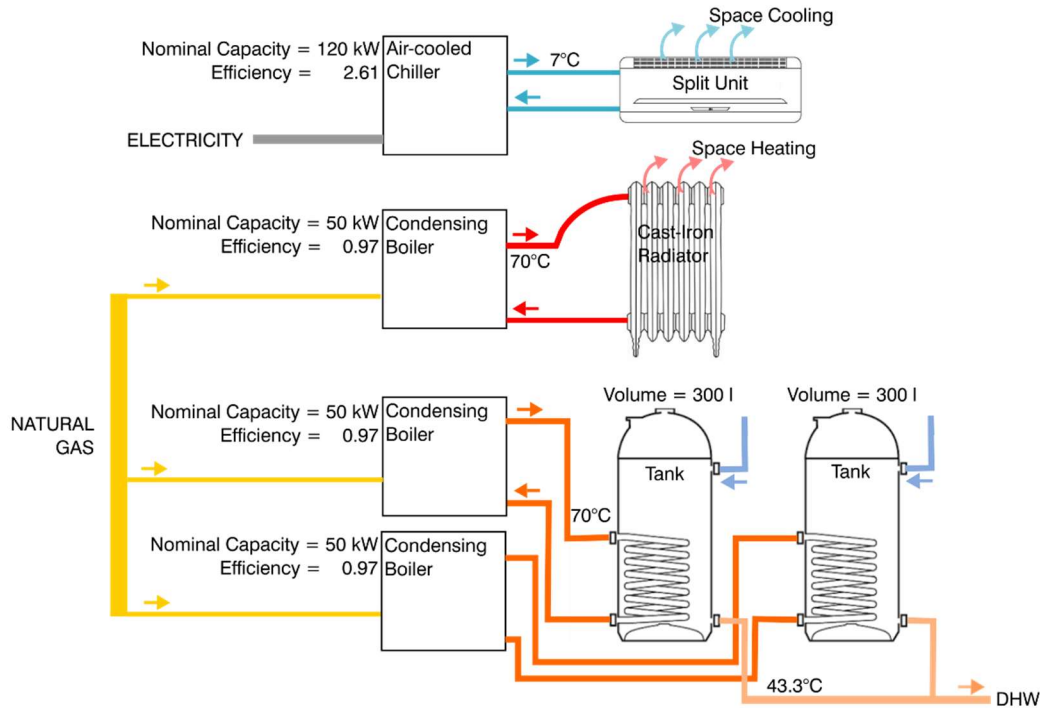 Space Cooling
Nominal Capacity = 120 kW
Efficiency = 2.61
Air-cooled
Chiller
7°C
Split Unit
ELECTRICITY
Space Heating
Nominal Capacity = 50 kW
Efficiency = 0.97
Condensing
Boiler
70°C
Cast-Iron
Radiator
NATURAL
GAS
Nominal Capacity = 50 kW
Efficiency = 0.97
Condensing
Boiler
Volume = 300 l
Volume = 300 l
Tank
Tank
70°C
Nominal Capacity = 50 kW
Efficiency = 0.97
Condensing
Boiler
43.3°C
DHW